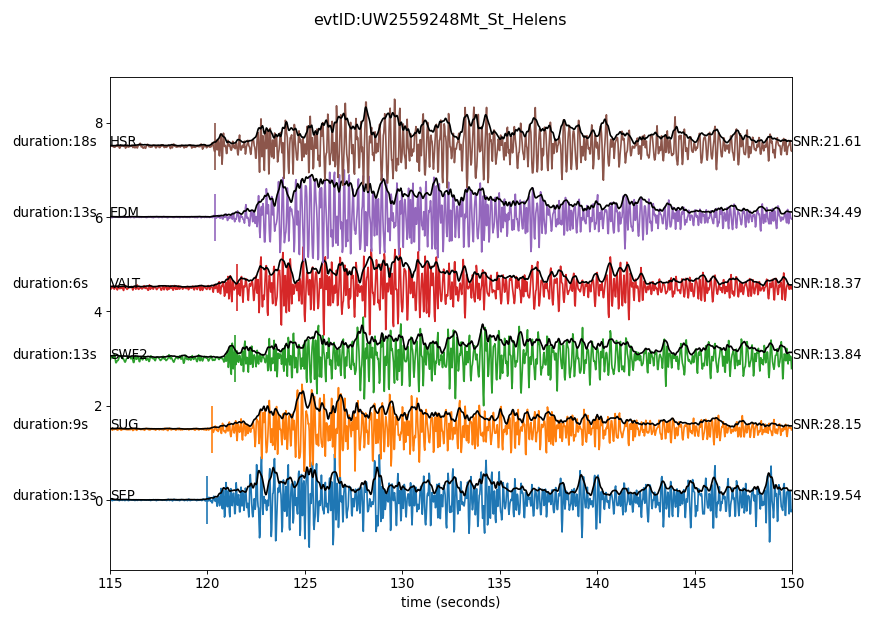 evtID:UW2559248Mt_St_Helens
8
duration:18s HSR SNR:21.61
duration:13s EDM SNR:34.49
6
duration:6s VALT SNR:18.37
4
duration:13s SWF2 SNR:13.84
2
duration:9s SUG SNR:28.15
duration:13s SEP SNR:19.54
0
115 120 125 130 135 140 145 150
time (seconds)